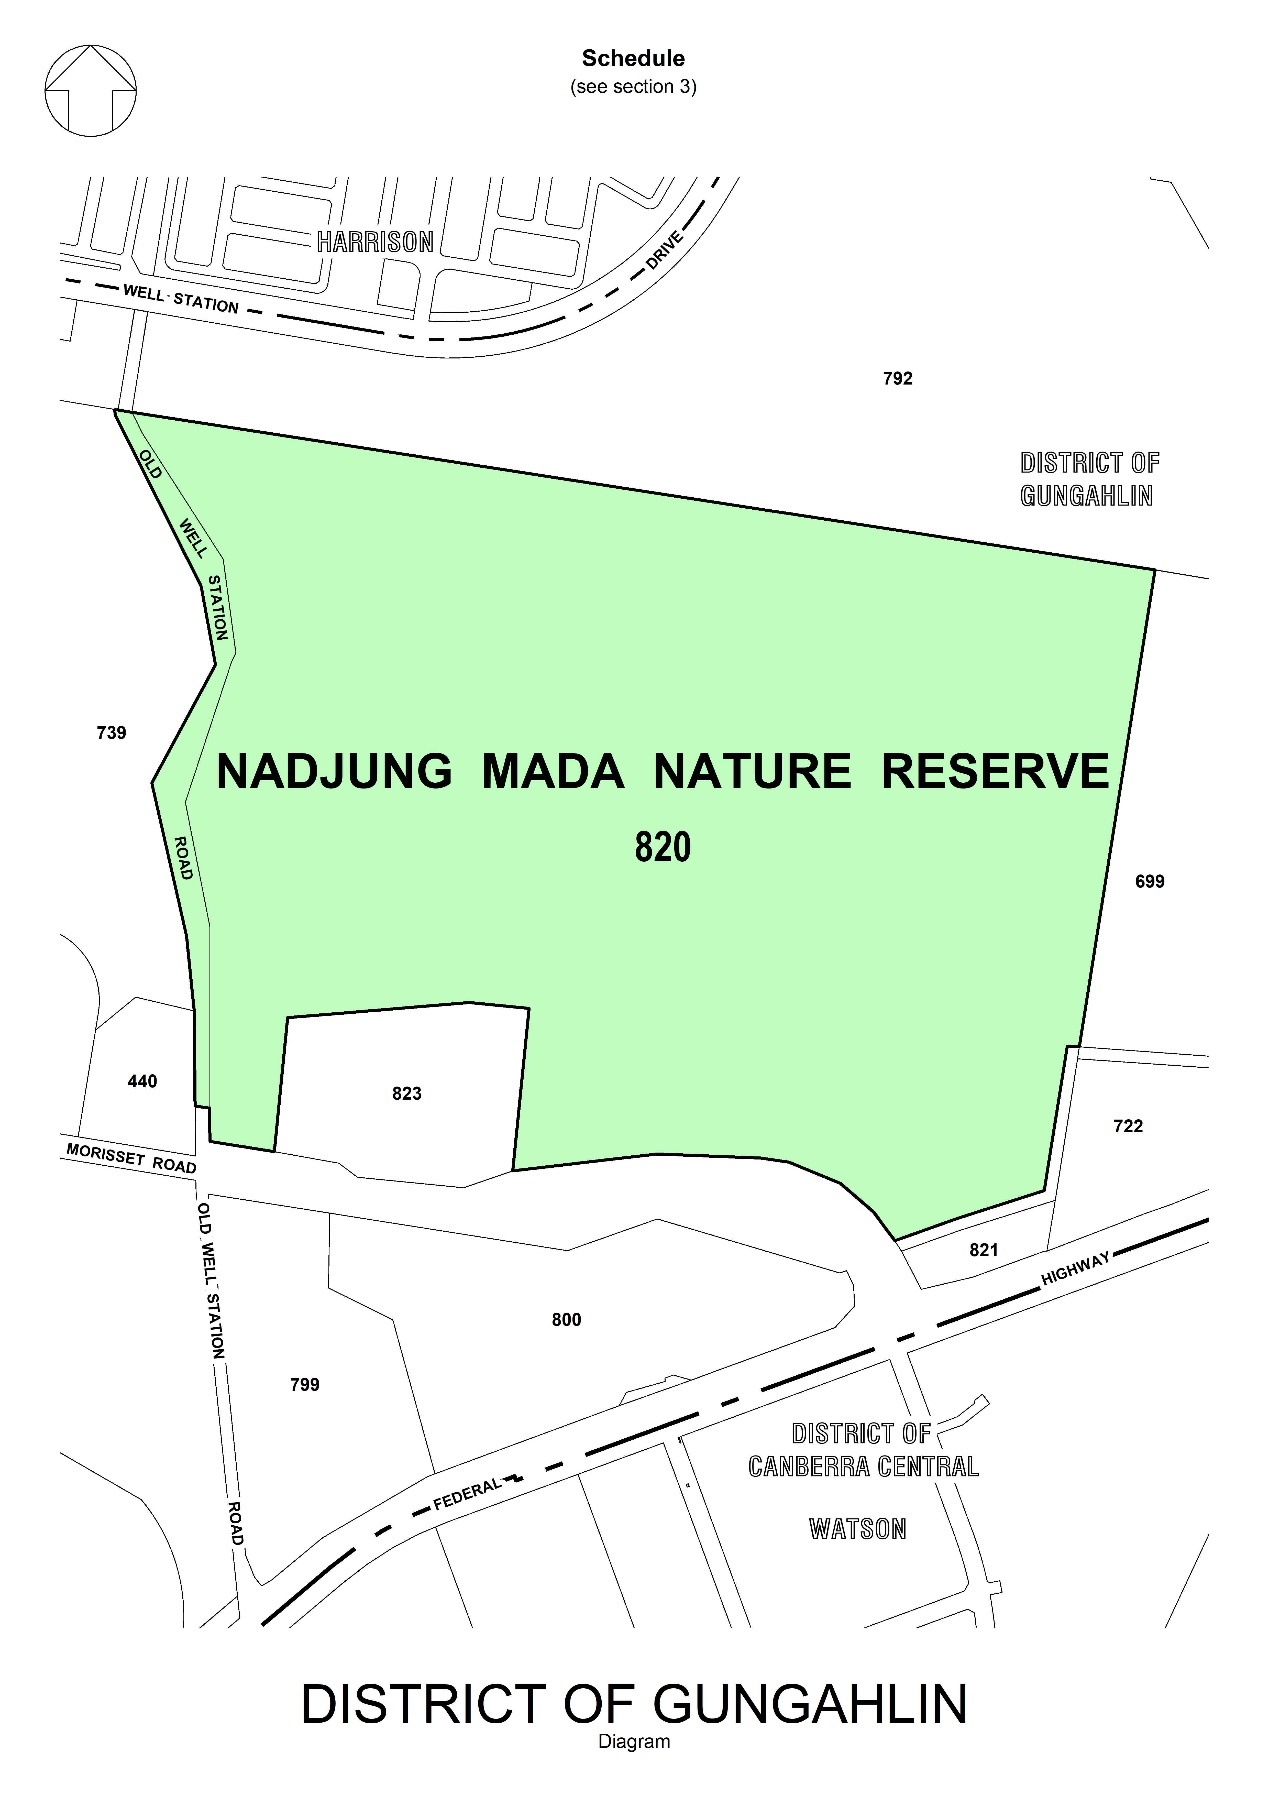 Schedule
(see section 3)
HARRISON
DRIVE
WELL STATION
792
DISTRICT OF
GUNGAHLIN
OLD
WELL
STATION
739
NADJUNG MADA NATURE RESERVE
820
ROAD
699
440
823
722
MORISSET ROAD
OLD WELL STATION
821
HIGHWAY
800
799
DISTRICT OF
CANBERRA CENTRAL
FEDERAL
ROAD
WATSON
DISTRICT OF GUNGAHLIN
Diagram